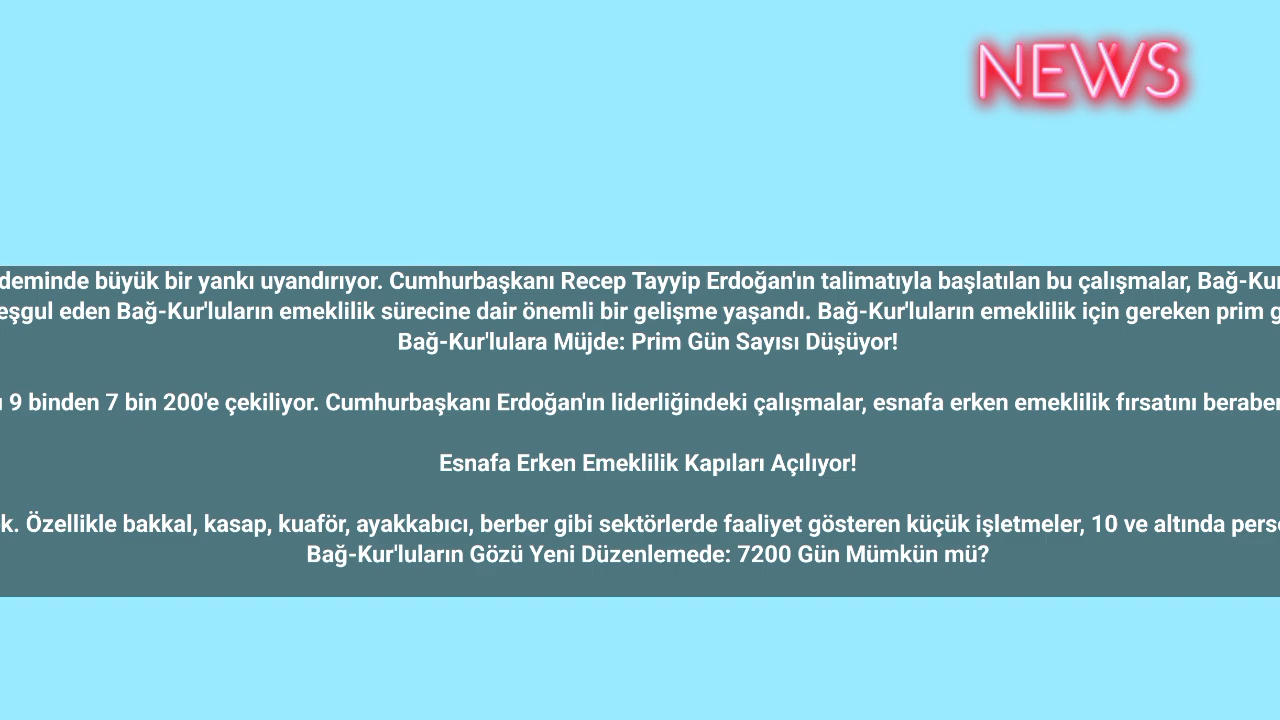 NEWS
deminde büyük bir yankı uyandırıyor. Cumhurbaşkanı Recep Tayyip Erdoğan'ın talimatıyla başlatılan bu çalışmalar, Bağ-Kur
eşgul eden Bağ-Kur'luların emeklilik sürecine dair önemli bir gelişme yaşandı. Bağ-Kur'luların emeklilik için gereken prim g
Bağ-Kur'lulara Müjde: Prim Gün Sayısı Düşüyor!
ı 9 binden 7 bin 200'e çekiliyor. Cumhurbaşkanı Erdoğan'ın liderliğindeki çalışmalar, esnafa erken emeklilik fırsatını beraber
Esnafa Erken Emeklilik Kapıları Açılıyor!
k. Özellikle bakkal, kasap, kuaför, ayakkabıcı, berber gibi sektörlerde faaliyet gösteren küçük işletmeler, 10 ve altında perso
Bağ-Kur'luların Gözü Yeni Düzenlemede: 7200 Gün Mümkün mü?